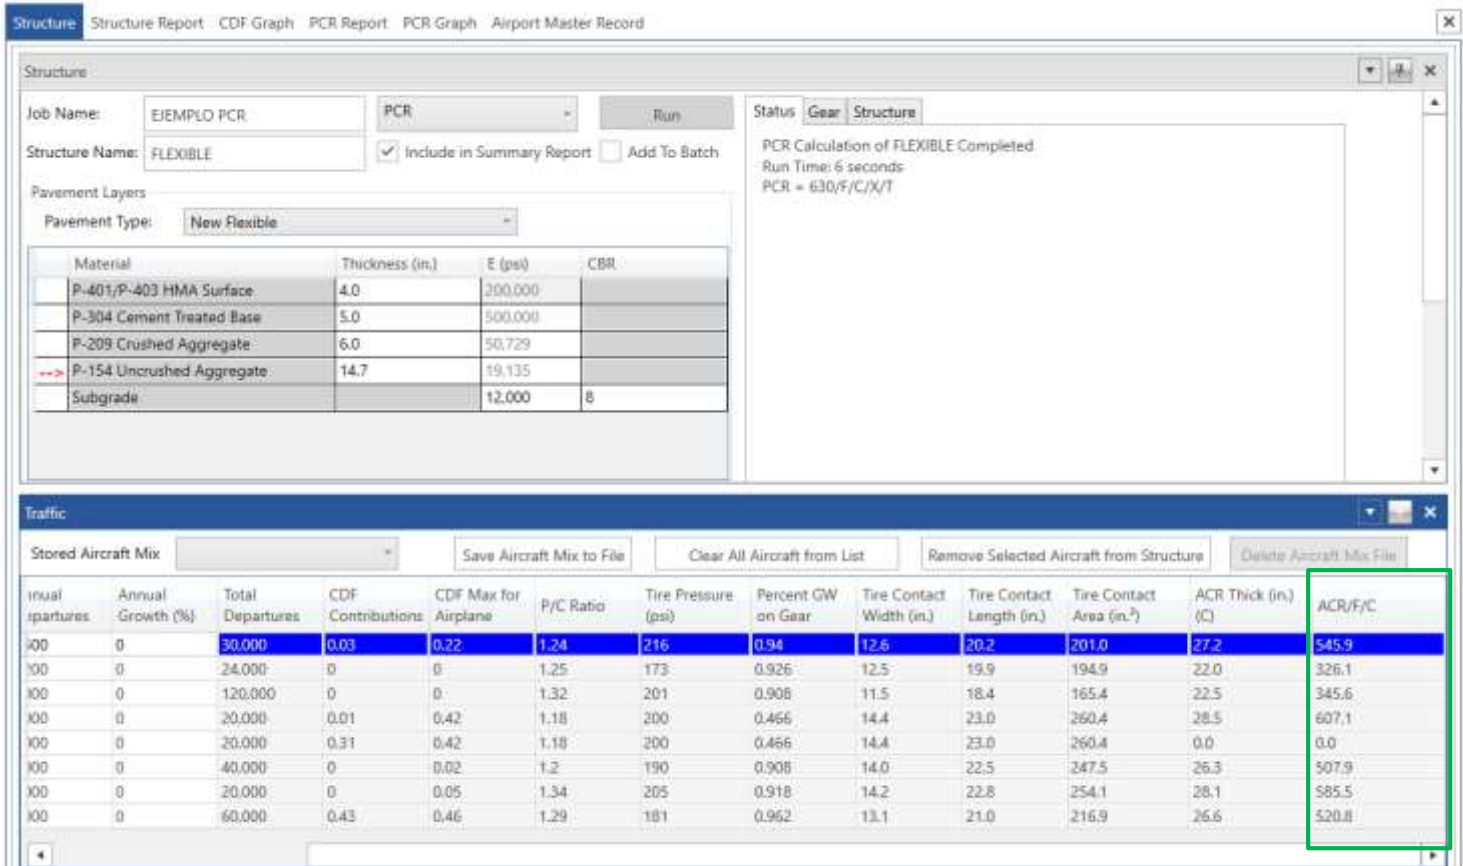 Structure Structure Report CDF Graph PCR Report PCR Graph Airport Master Record
Structure
Job Name: EJEMPLO PCR PCR Run
Structure Name: FLEXIBLE Include in Summary Report Add To Batch
Pavement Layers
Pavement Type: New Flexible
Material Thickness (in.) E (psi) CBR
P-401/P-403 HMA Surface 4.0 200,000
P-304 Cement Treated Base 5.0 500,000
P-209 Crushed Aggregate 6.0 50,729
--> P-154 Uncrushed Aggregate 14.7 19,135
Subgrade 12,000 8
Status Gear Structure
PCR Calculation of FLEXIBLE Completed
Run Time: 6 seconds
PCR = 630/F/C/X/T
Traffic
Stored Aircraft Mix Save Aircraft Mix to File Clear All Aircraft from List Remove Selected Aircraft from Structure Delete Aircraft Mix File
nual Annual Total CDF CDF Max for P/C Ratio Tire Pressure Percent GW Tire Contact Tire Contact Tire Contact ACR Thick (in.) ACR/F/C
partures Growth (%) Departures Contributions Airplane (psi) on Gear Width (in.) Length (in.) Area (in.²) (C)
00 0 30,000 0.03 0.22 1.24 216 0.94 12.6 20.2 201.0 27.2 545.9
00 0 24,000 0 0 1.25 173 0.926 12.5 19.9 194.9 22.0 326.1
00 0 120,000 0 0 1.32 201 0.908 11.5 18.4 165.4 22.5 345.6
00 0 20,000 0.01 0.42 1.18 200 0.466 14.4 23.0 260.4 28.5 607.1
00 0 20,000 0.31 0.42 1.18 200 0.466 14.4 23.0 260.4 0.0 0.0
00 0 40,000 0 0.02 1.2 190 0.908 14.0 22.5 247.5 26.3 507.9
00 0 20,000 0 0.05 1.34 205 0.918 14.2 22.8 254.1 28.1 585.5
00 0 60,000 0.43 0.46 1.29 181 0.962 13.1 21.0 216.9 26.6 520.8